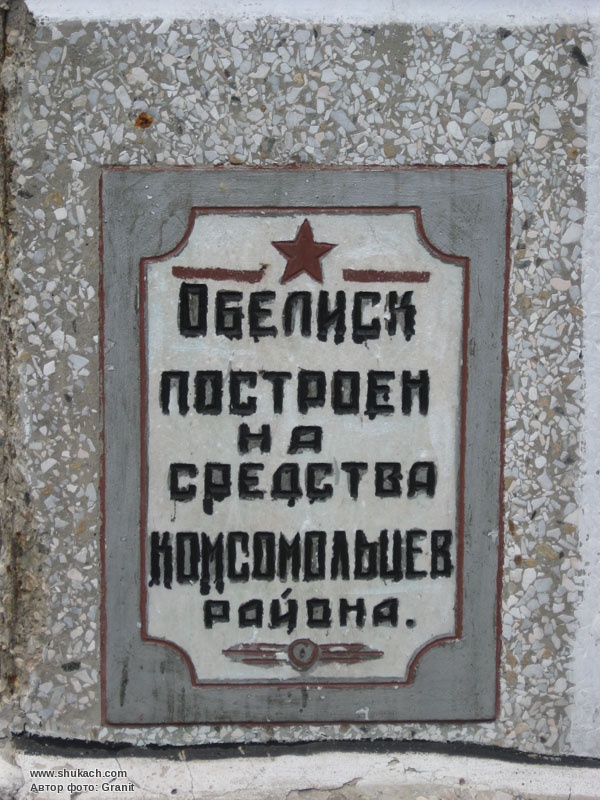 Обелиск
построен
на
средства
комсомольцев
района.
www.shukach.com
Автор фото: Granit